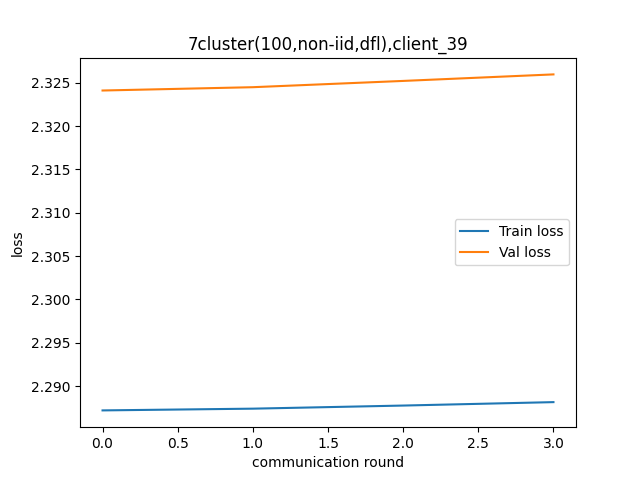 7cluster(100,non-iid,dfl),client_39
2.325
2.320
2.315
2.310
2.305
2.300
2.295
2.290
loss
Train loss
Val loss
0.0 0.5 1.0 1.5 2.0 2.5 3.0
communication round